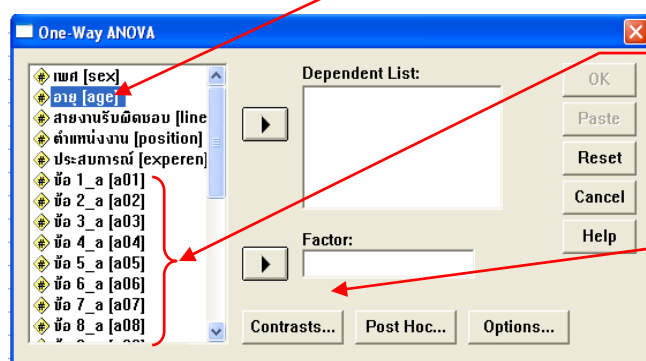 One-Way ANOVA
เพศ [sex]
อายุ [age]
สายงานรับผิดชอบ [line
ตำแหน่งงาน [position]
ประสบการณ์ [experen]
ข้อ 1_a [a01]
ข้อ 2_a [a02]
ข้อ 3_a [a03]
ข้อ 4_a [a04]
ข้อ 5_a [a05]
ข้อ 6_a [a06]
ข้อ 7_a [a07]
ข้อ 8_a [a08]
Dependent List:
Factor:
Contrasts...
Post Hoc...
Options...
OK
Paste
Reset
Cancel
Help